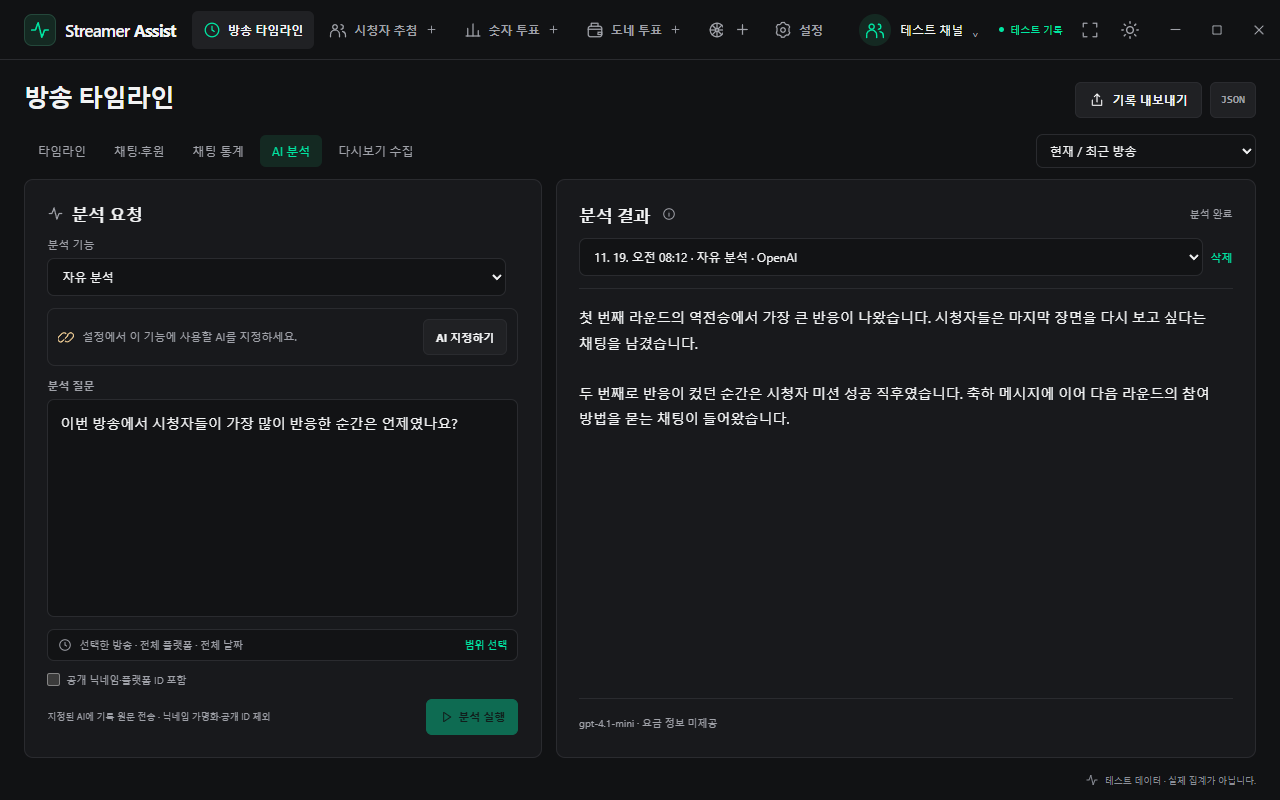 Streamer Assist
방송 타임라인
시청자 추첨 +
숫자 투표 +
도네 투표 +
+
설정
테스트 채널
테스트 기록
방송 타임라인
기록 내보내기
JSON
타임라인
채팅·후원
채팅 통계
AI 분석
다시보기 수집
현재 / 최근 방송
분석 요청
분석 기능
자유 분석
설정에서 이 기능에 사용할 AI를 지정하세요.
AI 지정하기
분석 질문
이번 방송에서 시청자들이 가장 많이 반응한 순간은 언제였나요?
선택한 방송 · 전체 플랫폼 · 전체 날짜
범위 선택
공개 닉네임·플랫폼 ID 포함
지정된 AI에 기록 원문 전송 · 닉네임 가명화·공개 ID 제외
분석 실행
분석 결과
분석 완료
11. 19. 오전 08:12 · 자유 분석 · OpenAI
삭제
첫 번째 라운드의 역전승에서 가장 큰 반응이 나왔습니다. 시청자들은 마지막 장면을 다시 보고 싶다는
채팅을 남겼습니다.
두 번째로 반응이 컸던 순간은 시청자 미션 성공 직후였습니다. 축하 메시지에 이어 다음 라운드의 참여
방법을 묻는 채팅이 들어왔습니다.
gpt-4.1-mini · 요금 정보 미제공
테스트 데이터 · 실제 집계가 아닙니다.